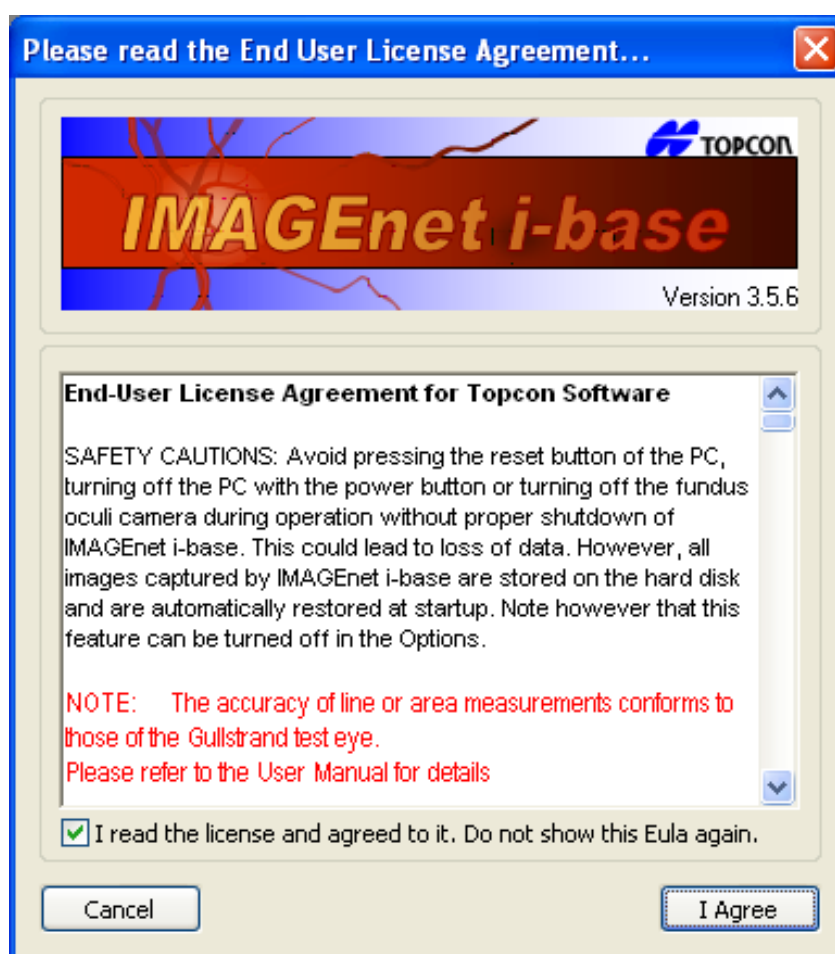 Please read the End User License Agreement...
TOPCON
IMAGEnet i-base
Version 3.5.6
End-User License Agreement for Topcon Software
SAFETY CAUTIONS: Avoid pressing the reset button of the PC,
turning off the PC with the power button or turning off the fundus
oculi camera during operation without proper shutdown of
IMAGEnet i-base. This could lead to loss of data. However, all
images captured by IMAGEnet i-base are stored on the hard disk
and are automatically restored at startup. Note however that this
feature can be turned off in the Options.
NOTE: The accuracy of line or area measurements conforms to
those of the Gullstrand test eye.
Please refer to the User Manual for details
I read the license and agreed to it. Do not show this Eula again.
Cancel
I Agree